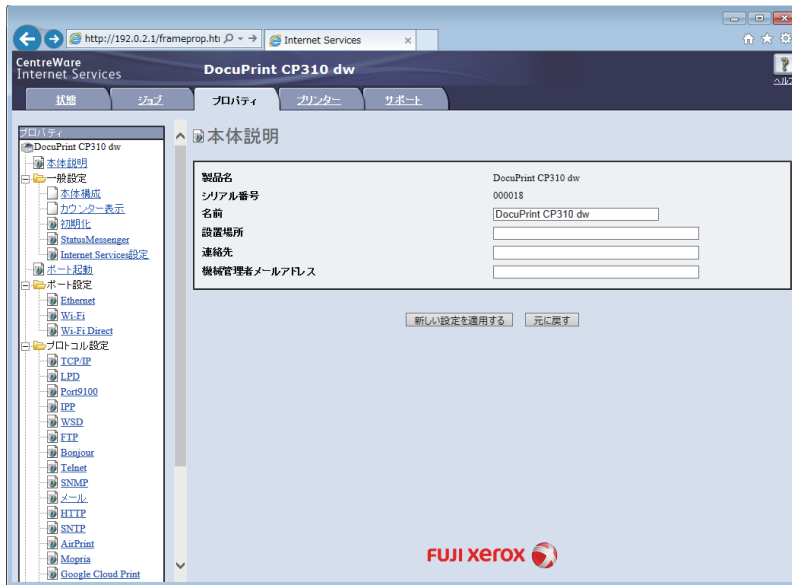 http://192.0.2.1/frameprop.ht
Internet Services
CentreWare
Internet Services
DocuPrint CP310 dw
ヘルプ
状態
ジョブ
プロパティ
プリンター
サポート
プロパティ
DocuPrint CP310 dw
本体説明
一般設定
本体構成
カウンター表示
初期化
StatusMessenger
Internet Services設定
ポート起動
ポート設定
Ethernet
Wi-Fi
Wi-Fi Direct
プロトコル設定
TCP/IP
LPD
Port9100
IPP
WSD
FTP
Bonjour
Telnet
SNMP
メール
HTTP
SNTP
AirPrint
Mopria
Google Cloud Print
本体説明
製品名 DocuPrint CP310 dw
シリアル番号 000018
名前 DocuPrint CP310 dw
設置場所
連絡先
機械管理者メールアドレス
新しい設定を適用する 元に戻す
FUJI xerox